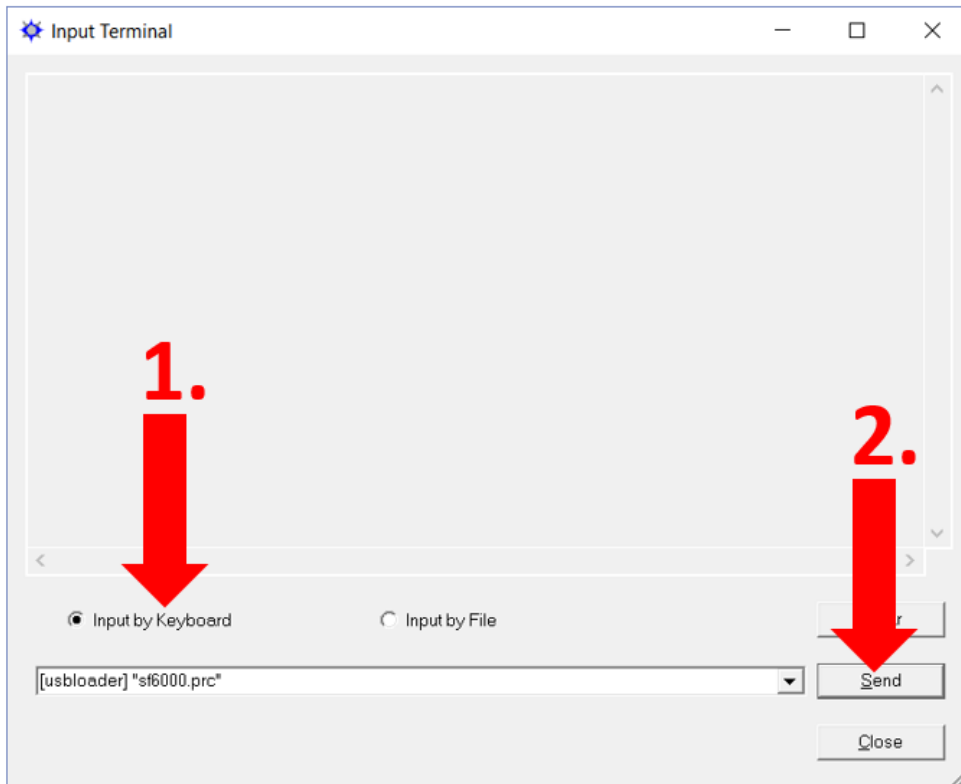 Input Terminal
1.
2.
Input by Keyboard
Input by File
[usbloader] "sf6000.prc"
Send
Close